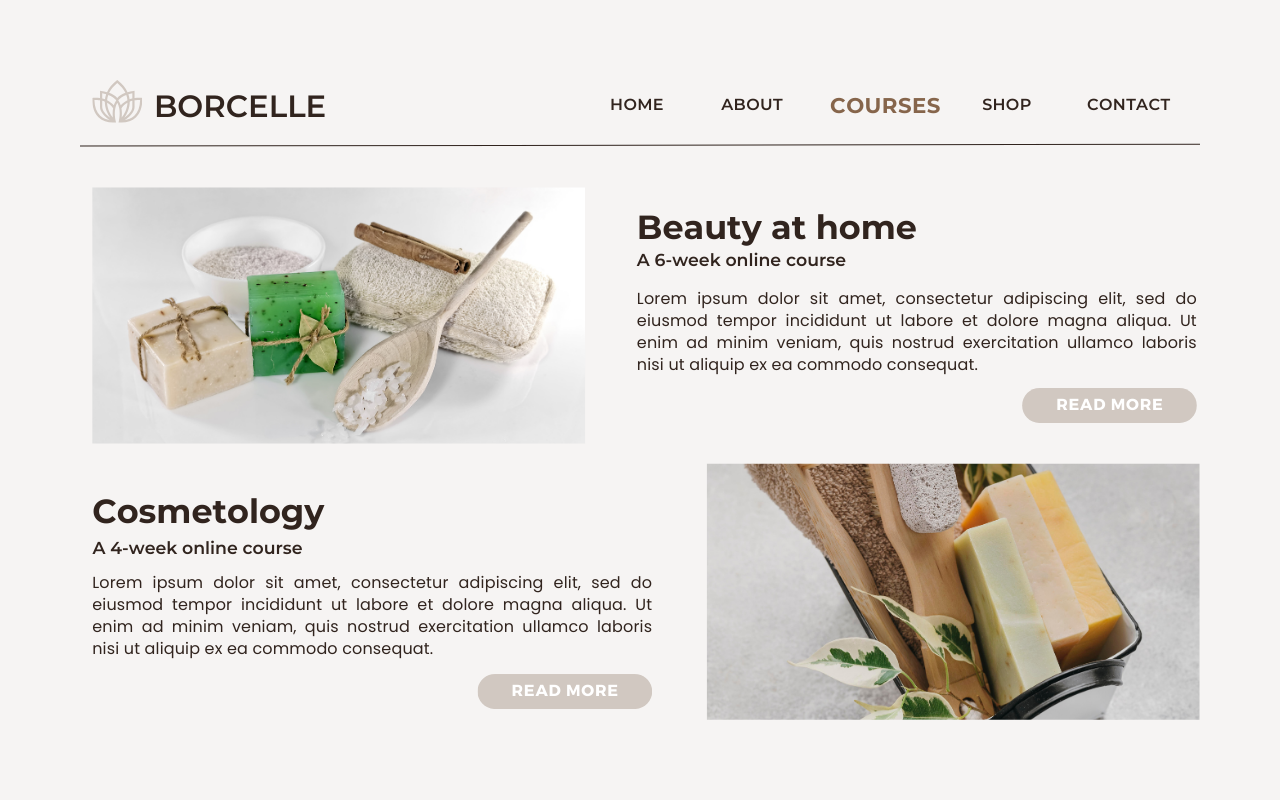 BORCELLE
HOME ABOUT COURSES SHOP CONTACT
Beauty at home
A 6-week online course
Lorem ipsum dolor sit amet, consectetur adipiscing elit, sed do
eiusmod tempor incididunt ut labore et dolore magna aliqua. Ut
enim ad minim veniam, quis nostrud exercitation ullamco laboris
nisi ut aliquip ex ea commodo consequat.
READ MORE
Cosmetology
A 4-week online course
Lorem ipsum dolor sit amet, consectetur adipiscing elit, sed do
eiusmod tempor incididunt ut labore et dolore magna aliqua. Ut
enim ad minim veniam, quis nostrud exercitation ullamco laboris
nisi ut aliquip ex ea commodo consequat.
READ MORE